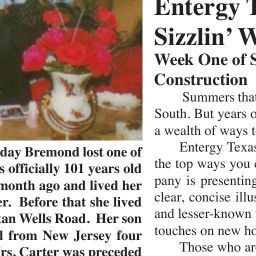 Entergy
Sizzlin'
Week One of
Construction
Summers that
South. But years o
a wealth of ways t
Entergy Texas
the top ways you
pany is presenting
clear, concise illus
and lesser-known
touches on new ho
Those who are
day Bremond lost one of
s officially 101 years old
month ago and lived her
er. Before that she lived
tan Wells Road. Her son
d from New Jersey four
rs. Carter was preceded